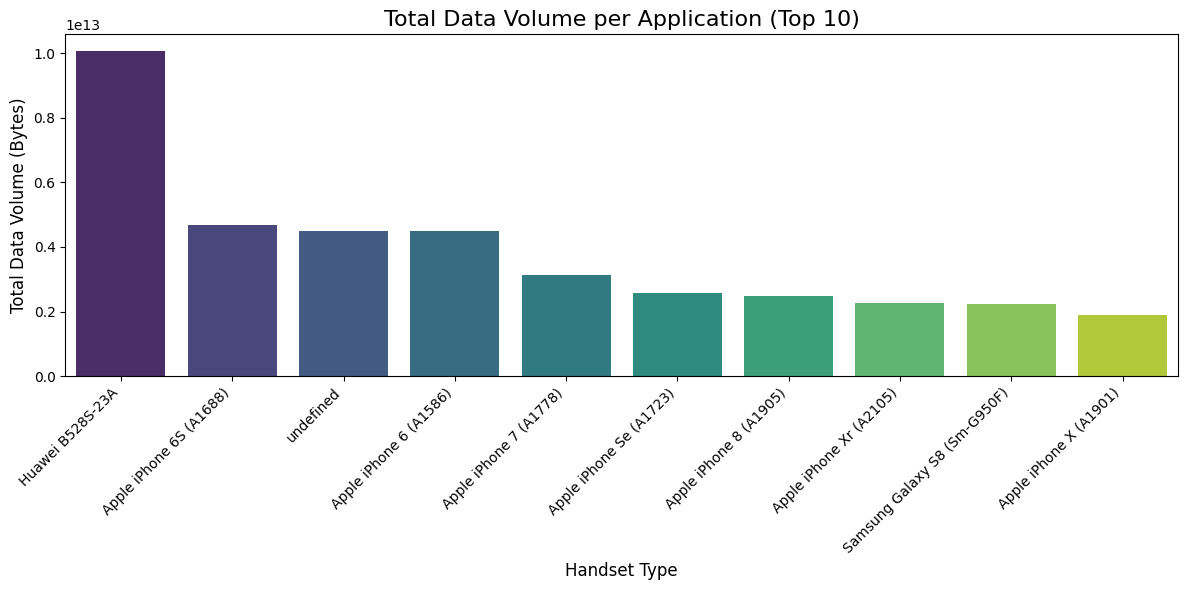 Total Data Volume per Application (Top 10)
1e13
Total Data Volume (Bytes)
1.0
0.8
0.6
0.4
0.2
0.0
Huawei B528S-23A
Apple iPhone 6S (A1688)
undefined
Apple iPhone 6 (A1586)
Apple iPhone 7 (A1778)
Apple iPhone Se (A1723)
Apple iPhone 8 (A1905)
Apple iPhone Xr (A2105)
Samsung Galaxy S8 (Sm-G950F)
Apple iPhone X (A1901)
Handset Type